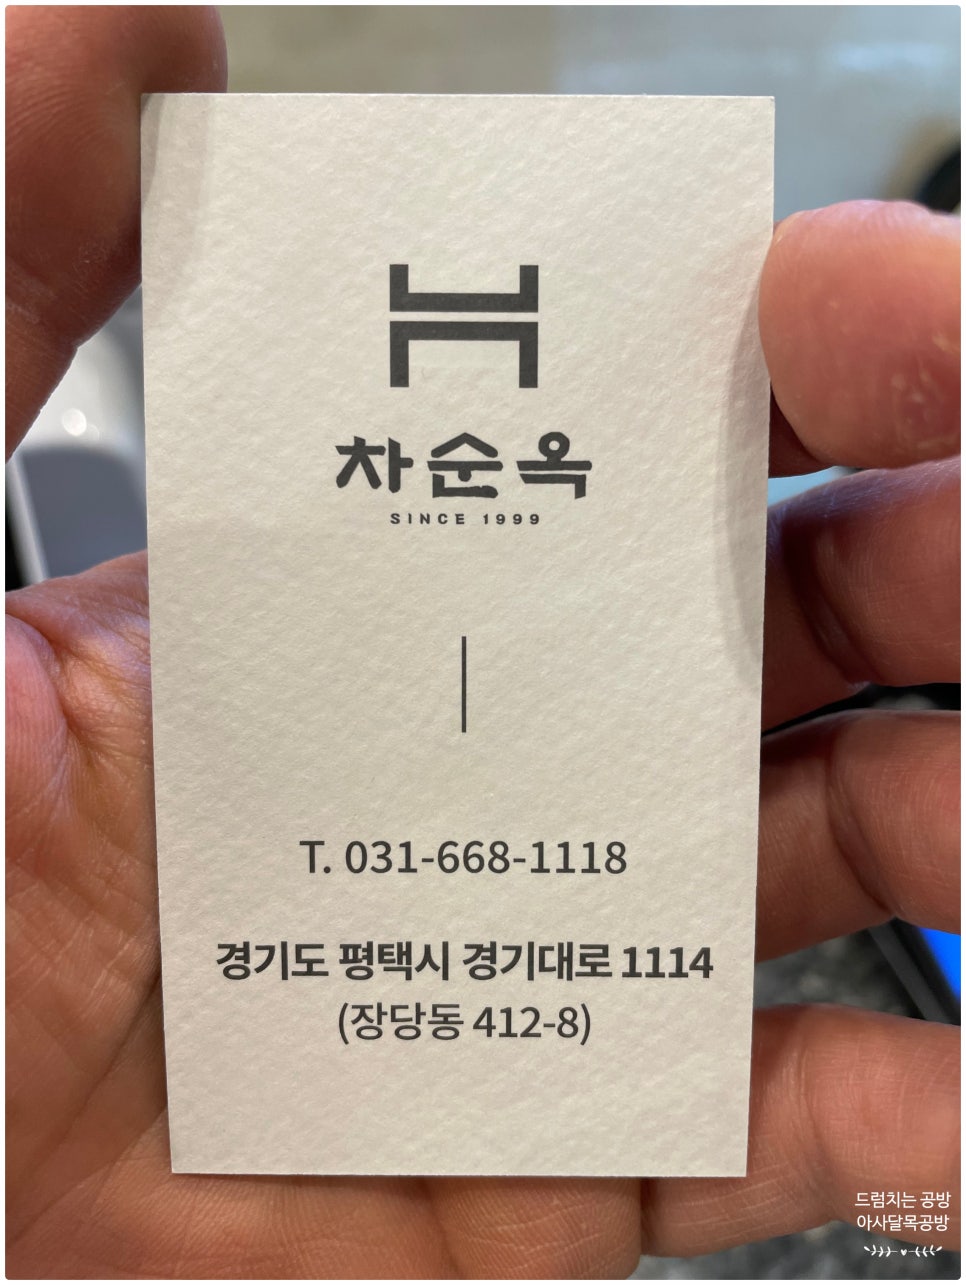 차순옥
SINCE 1999
T. 031-668-1118
경기도 평택시 경기대로 1114
(장당동 412-8)
드럼치는 공방
아사달목공방